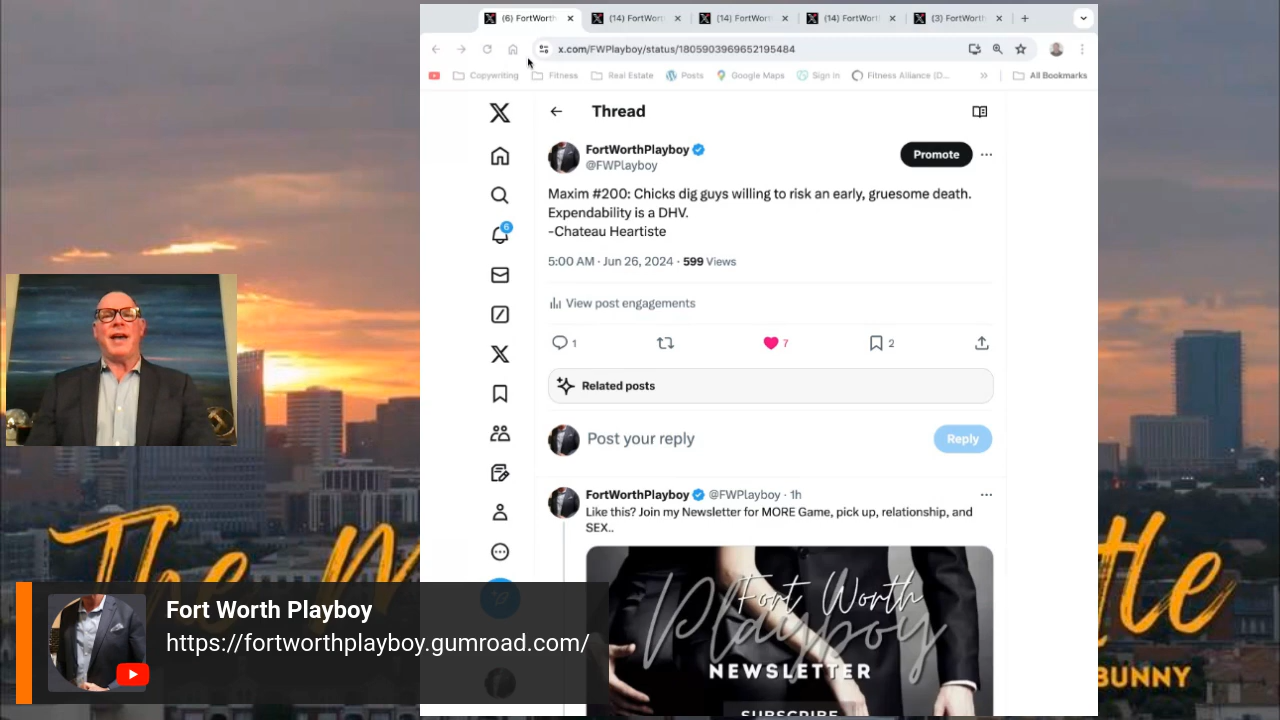 (6) FortWorth
(14) FortWor
(14) FortWorl
(14) FortWorl
(3) FortWorth
x.com/FWPlayboy/status/1805903969652195484
Copywriting
Fitness
Real Estate
Posts
Google Maps
Sign In
Fitness Alliance (D...
All Bookmarks
Thread
FortWorthPlayboy
@FWPlayboy
Promote
Maxim #200: Chicks dig guys willing to risk an early, gruesome death.
Expendability is a DHV.
-Chateau Heartiste
5:00 AM · Jun 26, 2024 · 599 Views
6
View post engagements
1
7
2
Related posts
Post your reply
Reply
FortWorthPlayboy @FWPlayboy · 1h
Like this? Join my Newsletter for MORE Game, pick up, relationship, and
SEX..
Fort Worth
Playboy
NEWSLETTER
SUBSCRIBE
The M
tle
BUNNY
Fort Worth Playboy
https://fortworthplayboy.gumroad.com/